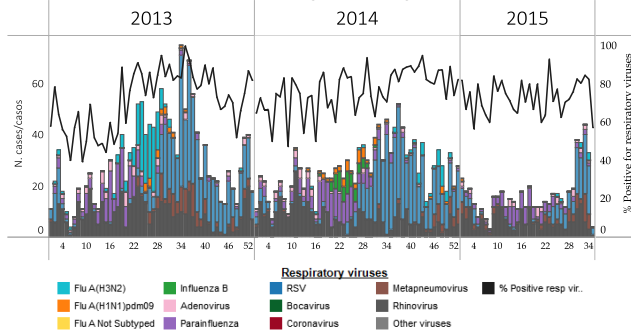 2013 2014 2015
N. cases/casos
60
40
20
0
100
80
60
40
20
0
% Positive for respiratory viruses
4 10 16 22 28 34 40 46 52 4 10 16 22 28 34 40 46 52 4 10 16 22 28 34
Respiratory viruses
Flu A(H3N2) Influenza B RSV Metapneumovirus % Positive resp vir..
Flu A(H1N1)pdm09 Adenovirus Bocavirus Rhinovirus
Flu A Not Subtyped Parainfluenza Coronavirus Other viruses